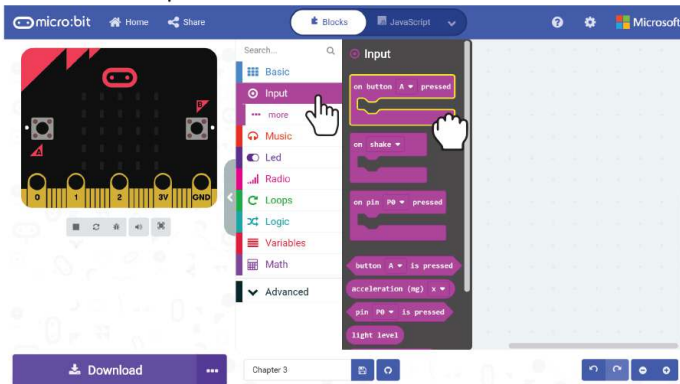 micro:bit Home Share Blocks JavaScript Microsoft
Search...
Basic
Input
more
Music
Led
Radio
Loops
Logic
Variables
Math
Advanced
Input
on button A pressed
on shake
on pin P0 pressed
button A is pressed
acceleration (mg) x
pin P0 is pressed
light level
A
B
0 1 2 3V GND
Download
Chapter 3